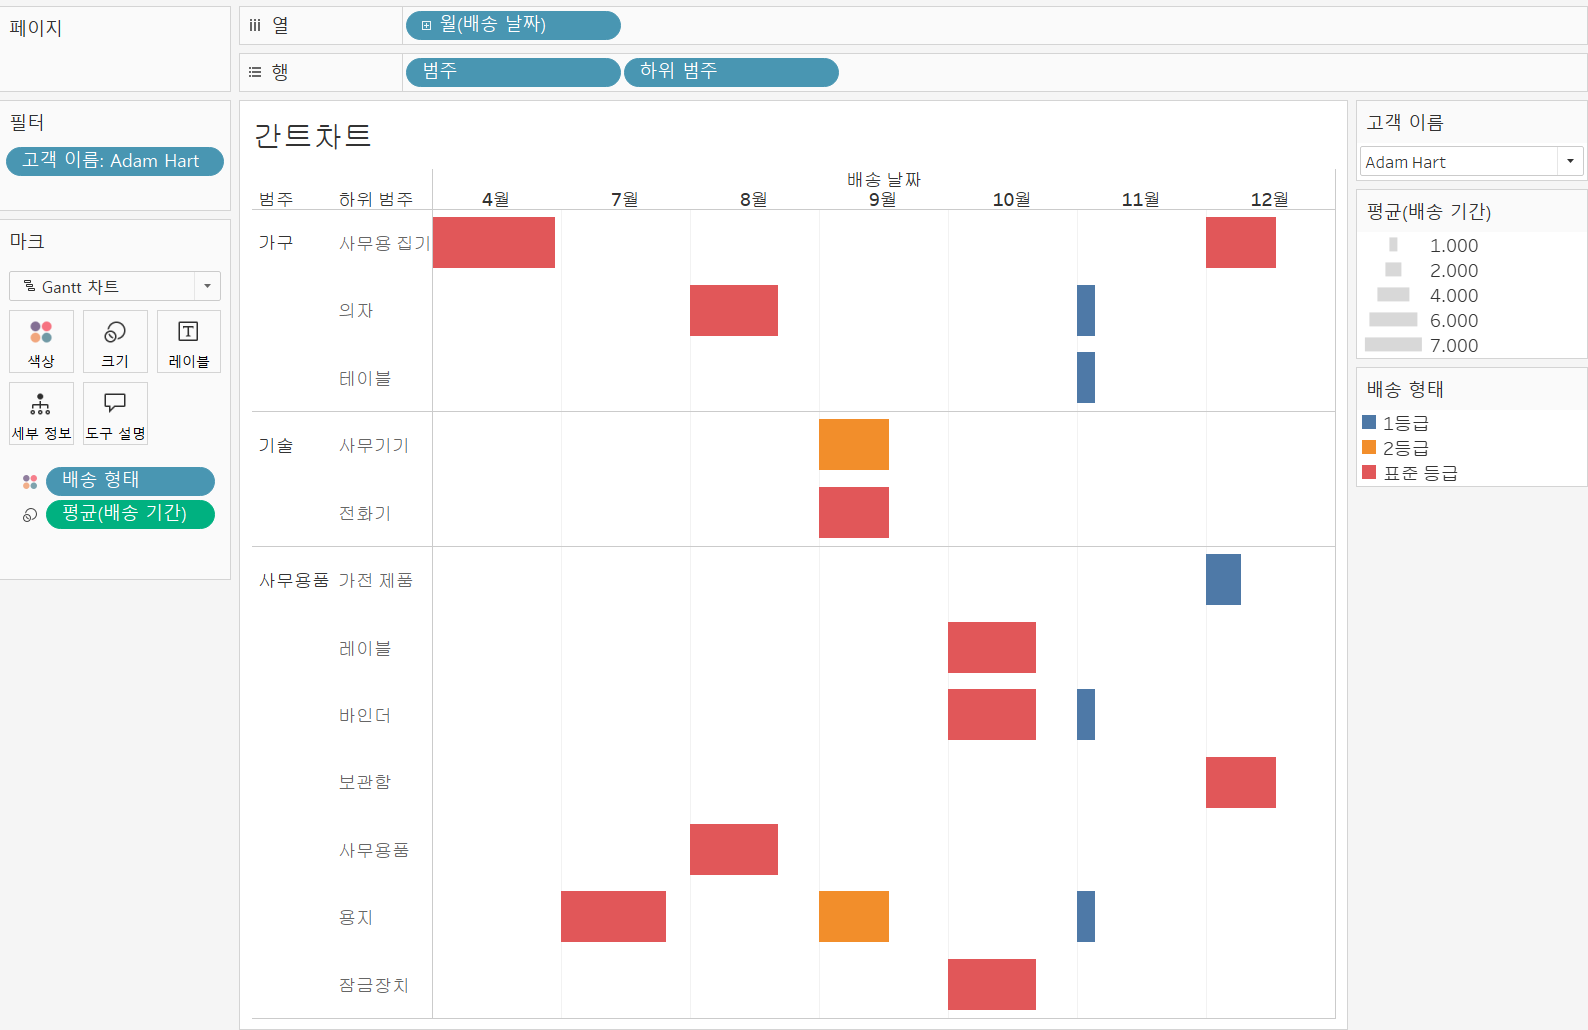 페이지
열
월(배송 날짜)
행
범주
하위 범주
필터
고객 이름: Adam Hart
마크
Gantt 차트
색상
크기
레이블
세부 정보
도구 설명
배송 형태
평균(배송 기간)
간트차트
배송 날짜
범주 하위 범주 4월 7월 8월 9월 10월 11월 12월
가구 사무용 집기
의자
테이블
기술 사무기기
전화기
사무용품 가전 제품
레이블
바인더
보관함
사무용품
용지
잠금장치
고객 이름
Adam Hart
평균(배송 기간)
1.000
2.000
4.000
6.000
7.000
배송 형태
1등급
2등급
표준 등급